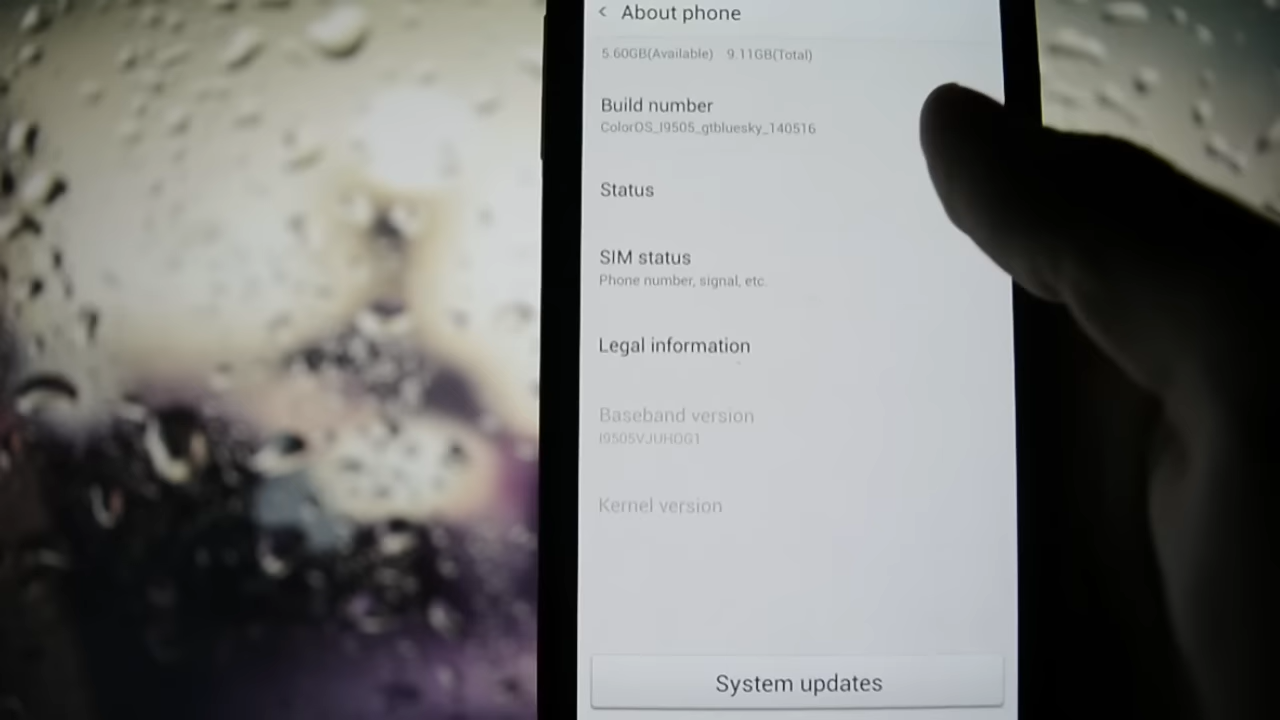 < About phone
5.60GB(Available) 9.11GB(Total)
Build number
ColorOS_I9505_gtbluesky_140516
Status
SIM status
Phone number, signal, etc.
Legal information
Baseband version
I9505VJUHOG1
Kernel version
System updates